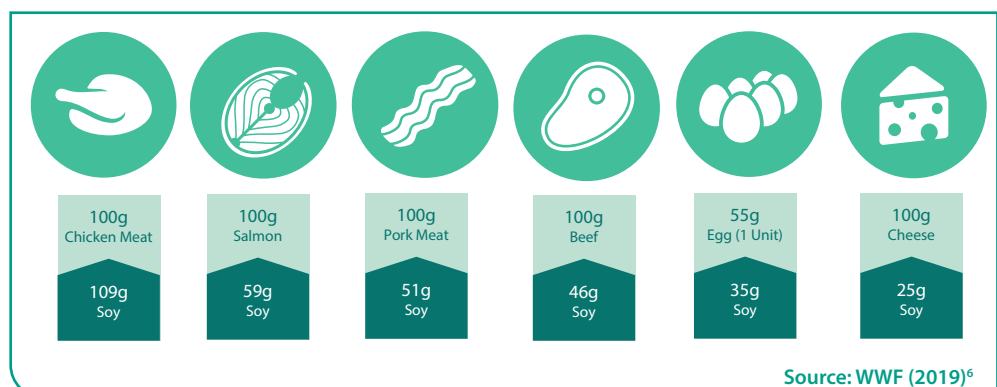 100g
Chicken Meat
109g
Soy
100g
Salmon
59g
Soy
100g
Pork Meat
51g
Soy
100g
Beef
46g
Soy
55g
Egg (1 Unit)
35g
Soy
100g
Cheese
25g
Soy
Source: WWF (2019)⁶